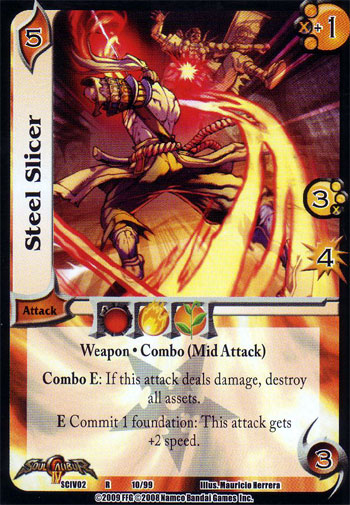 5
X +1
Steel Slicer
3
4
Attack
Weapon • Combo (Mid Attack)
Combo E: If this attack deals damage, destroy
all assets.
E Commit 1 foundation: This attack gets
+2 speed.
3
SOULCALIBUR
IV
SCIV02 R 10/99 Illus. Mauricio Herrera
©2009 FFG ©2008 Namco Bandai Games Inc.